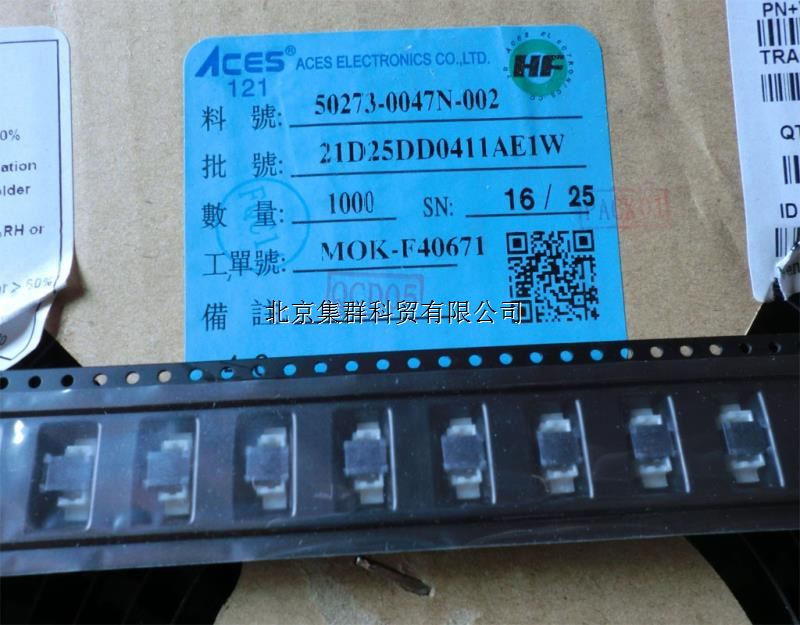 ACES® ACES ELECTRONICS CO.,LTD.
HF
121
料 號: 50273-0047N-002
批 號: 21D25DD0411AE1W
數 量: 1000 SN: 16 / 25
工單號: MOK-F40671
備 註
北京集群科贸有限公司
0%
ation
%RH or
PN+
TRA
QT
ID